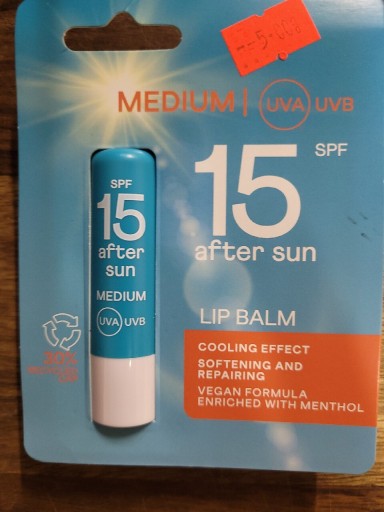 MEDIUM | UVA UVB
15 SPF
after sun
LIP BALM
COOLING EFFECT
SOFTENING AND
REPAIRING
VEGAN FORMULA
ENRICHED WITH MENTHOL
SPF
15
after
sun
MEDIUM
UVA UVB
30%